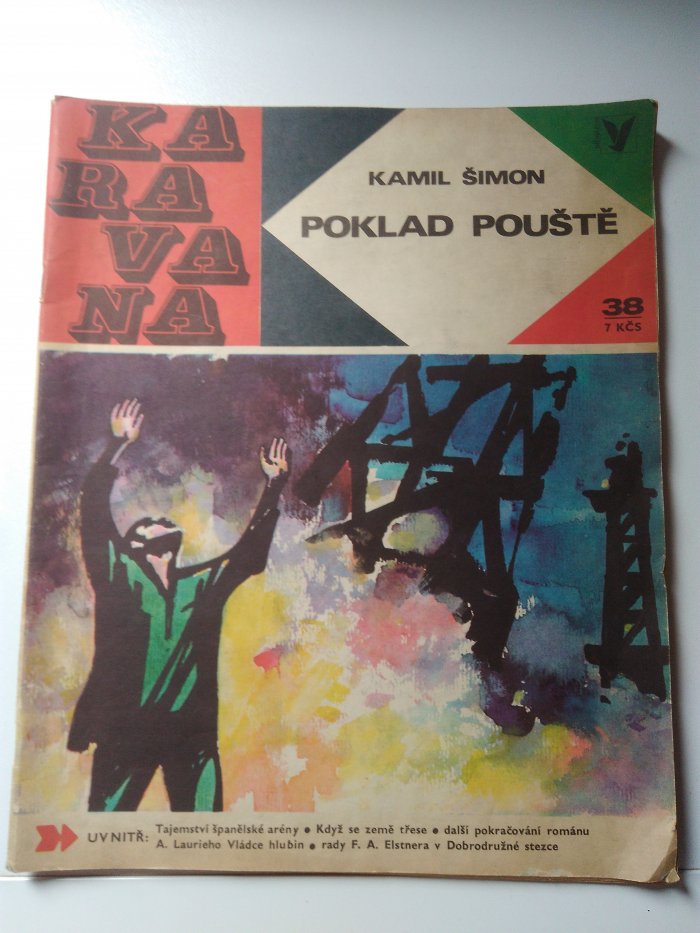 KA
RA
VA
NA
KAMIL ŠIMON
POKLAD POUŠTĚ
38
7 KČS
UVNITŘ: Tajemství španělské arény • Když se země třese • další pokračování románu
A. Laurieho Vládce hlubin • rady F. A. Elstnera v Dobrodružné stezce